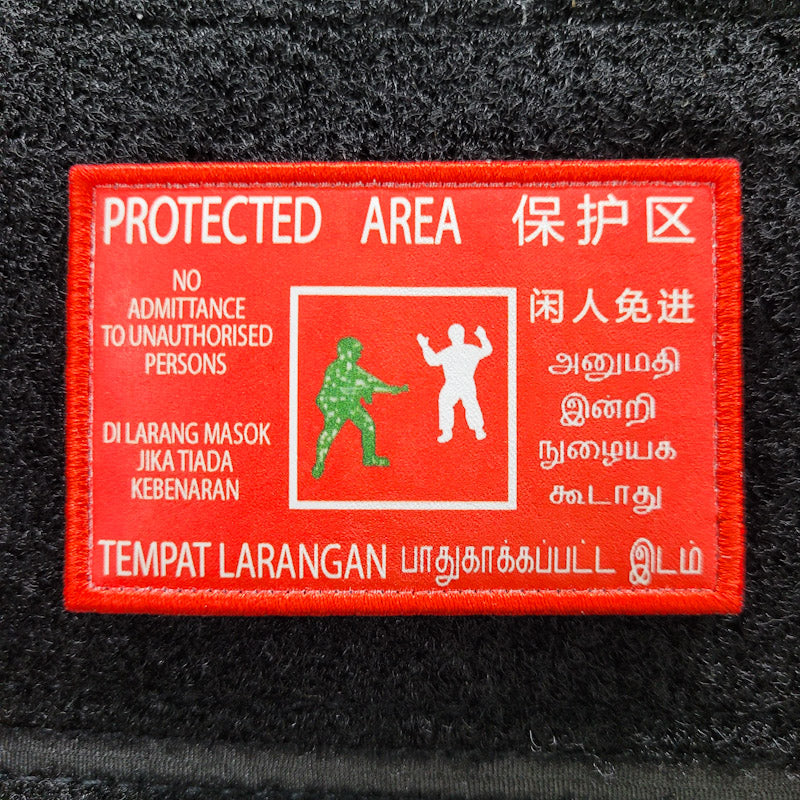 PROTECTED AREA 保护区
NO
ADMITTANCE
TO UNAUTHORISED
PERSONS
DI LARANG MASOK
JIKA TIADA
KEBENARAN
闲人免进
அனுமதி
இன்றி
நுழையக
கூடாது
TEMPAT LARANGAN பாதுகாக்கப்பட்ட இடம்